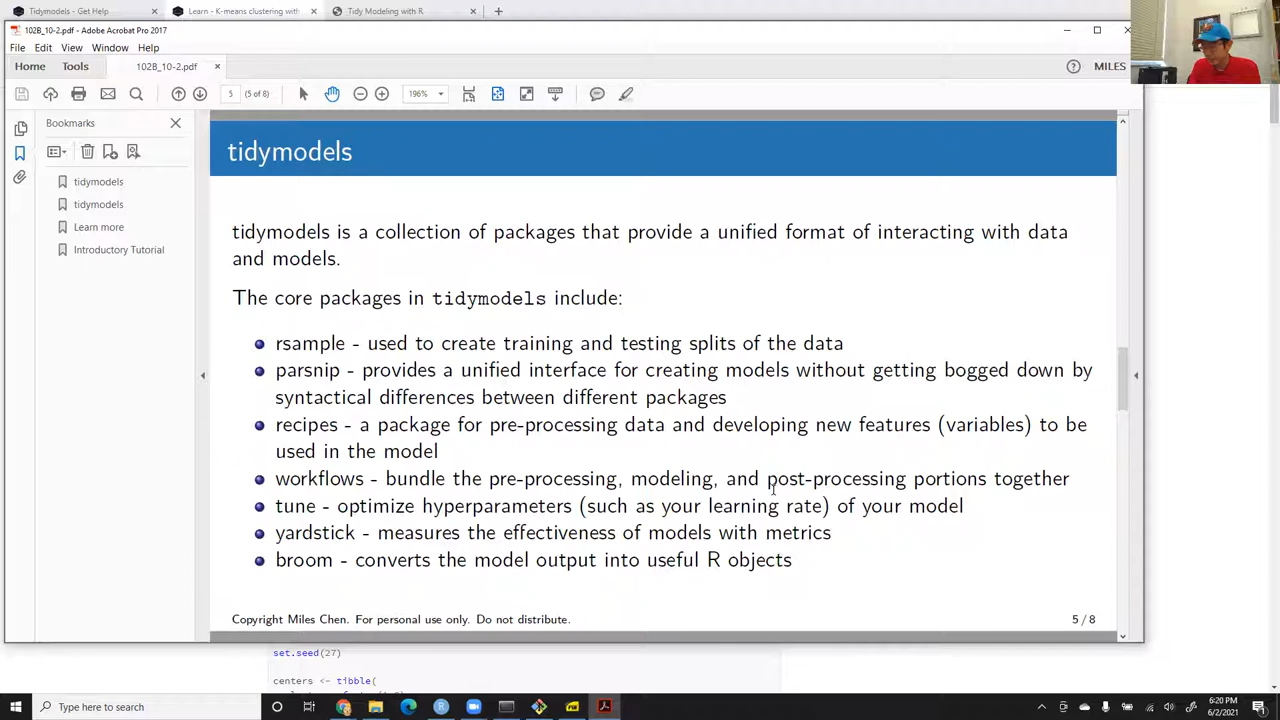 Tidymodels - Get Help
Learn - K-means clustering with
Tidy Modeling with R
102B_10-2.pdf - Adobe Acrobat Pro 2017
File Edit View Window Help
Home Tools 102B_10-2.pdf MILES
5 (5 of 8) 196%
Bookmarks
tidymodels
tidymodels
Learn more
Introductory Tutorial
tidymodels
tidymodels is a collection of packages that provide a unified format of interacting with data
and models.
The core packages in tidymodels include:
rsample - used to create training and testing splits of the data
parsnip - provides a unified interface for creating models without getting bogged down by
syntactical differences between different packages
recipes - a package for pre-processing data and developing new features (variables) to be
used in the model
workflows - bundle the pre-processing, modeling, and post-processing portions together
tune - optimize hyperparameters (such as your learning rate) of your model
yardstick - measures the effectiveness of models with metrics
broom - converts the model output into useful R objects
Copyright Miles Chen. For personal use only. Do not distribute. 5 / 8
set.seed(27)
centers <- tibble(
Type here to search
6:20 PM
6/2/2021